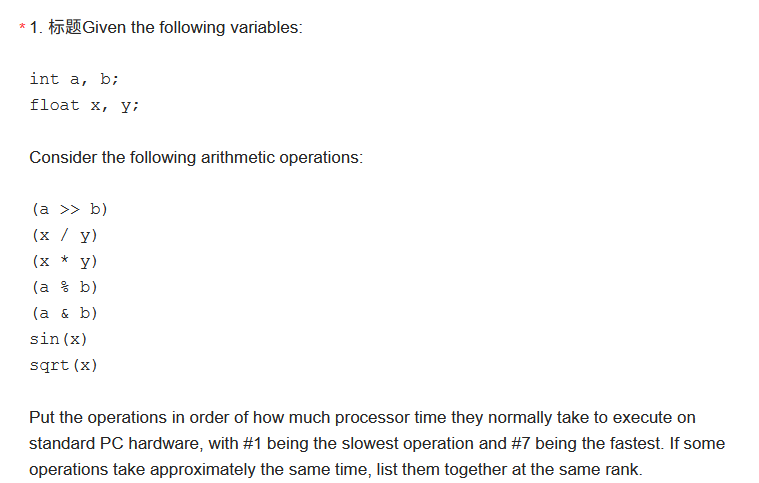 * 1. 标题Given the following variables:
int a, b;
float x, y;
Consider the following arithmetic operations:
(a >> b)
(x / y)
(x * y)
(a % b)
(a & b)
sin(x)
sqrt(x)
Put the operations in order of how much processor time they normally take to execute on
standard PC hardware, with #1 being the slowest operation and #7 being the fastest. If some
operations take approximately the same time, list them together at the same rank.